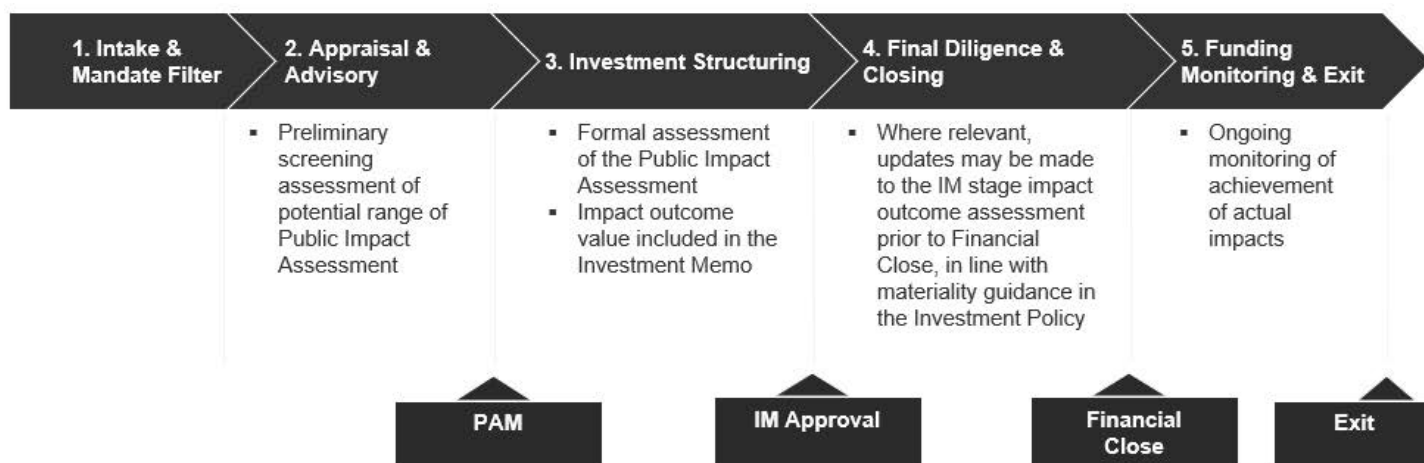 1. Intake &
Mandate Filter
2. Appraisal &
Advisory
3. Investment Structuring
4. Final Diligence &
Closing
5. Funding
Monitoring & Exit
▪ Preliminary
screening
assessment of
potential range of
Public Impact
Assessment
▪ Formal assessment
of the Public Impact
Assessment
▪ Impact outcome
value included in the
Investment Memo
▪ Where relevant,
updates may be made
to the IM stage impact
outcome assessment
prior to Financial
Close, in line with
materiality guidance in
the Investment Policy
▪ Ongoing
monitoring of
achievement
of actual
impacts
PAM
IM Approval
Financial
Close
Exit